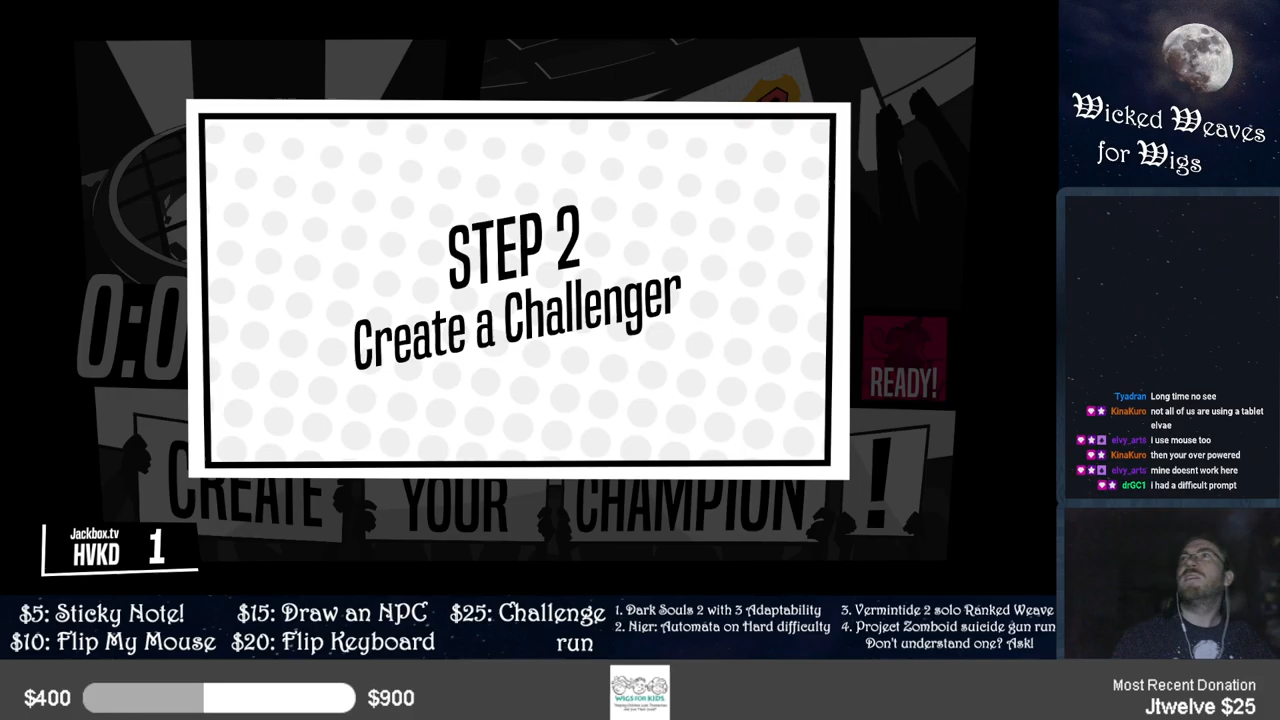 STEP 2
Create a Challenger
0:0
READY!
CREATE YOUR CHAMPION !
Jackbox.tv
HVKD 1
Wicked Weaves
for Wigs
Tyadran Long time no see
KinaKuro not all of us are using a tablet
elvae
elvy_arts i use mouse too
KinaKuro then your over powered
elvy_arts mine doesnt work here
drGC1 i had a difficult prompt
$5: Sticky Note!
$10: Flip My Mouse
$15: Draw an NPC
$20: Flip Keyboard
$25: Challenge
run
1. Dark Souls 2 with 3 Adaptability
2. Nier: Automata on Hard difficulty
3. Vermintide 2 solo Ranked Weave
4. Project Zomboid suicide gun run
Don't understand one? Ask!
$400
$900
WIGS FOR KIDS
Most Recent Donation
Jtwelve $25